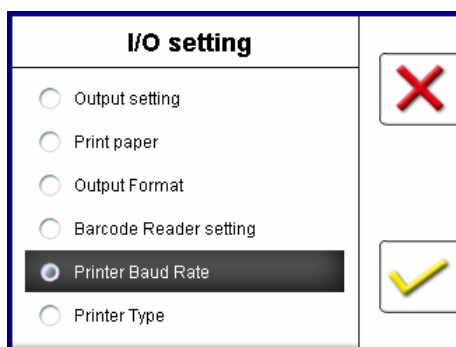 I/O setting
Output setting
Print paper
Output Format
Barcode Reader setting
Printer Baud Rate
Printer Type